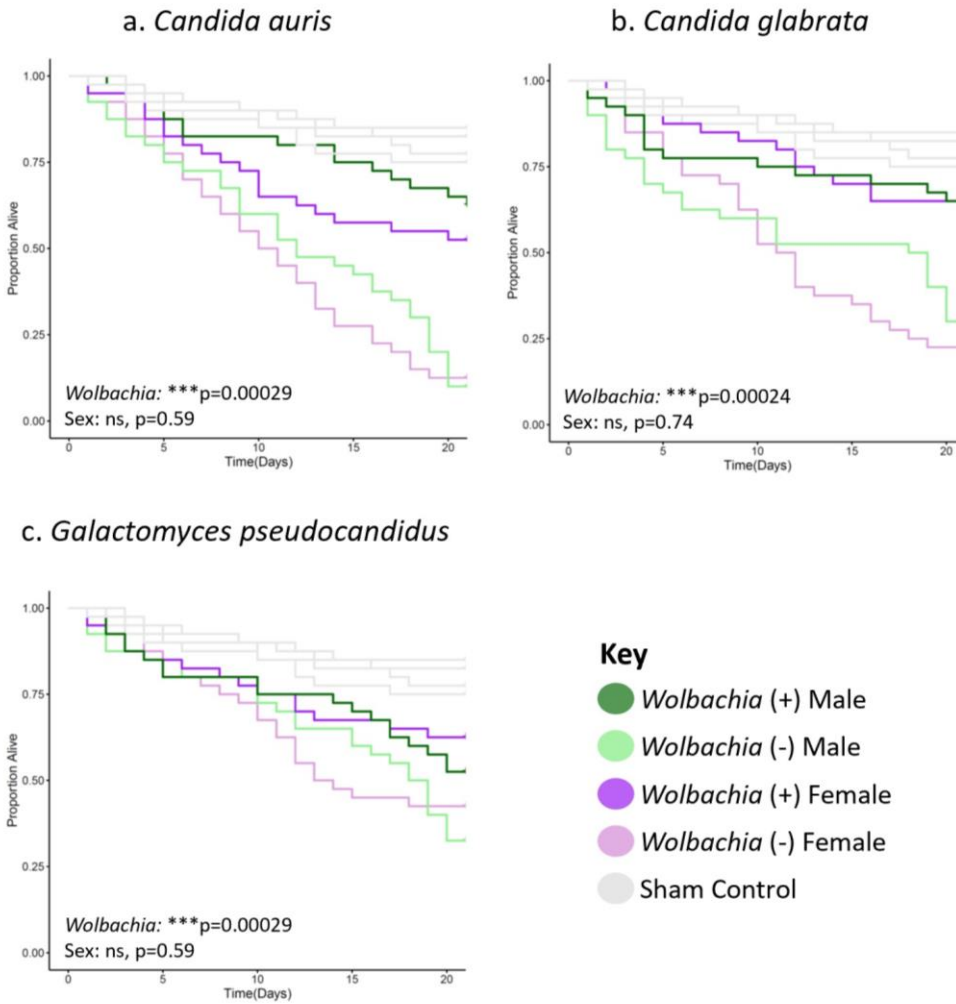 a. Candida auris
1.00
0.75
0.50
0.25
0.00
Proportion Alive
Wolbachia: ***p=0.00029
Sex: ns, p=0.59
0 5 10 15 20
Time(Days)
b. Candida glabrata
1.00
0.75
0.50
0.25
0.00
Proportion Alive
Wolbachia: ***p=0.00024
Sex: ns, p=0.74
0 5 10 15 20
Time(Days)
c. Galactomyces pseudocandidus
1.00
0.75
0.50
0.25
0.00
Proportion Alive
Wolbachia: ***p=0.00029
Sex: ns, p=0.59
0 5 10 15 20
Time(Days)
Key
Wolbachia (+) Male
Wolbachia (-) Male
Wolbachia (+) Female
Wolbachia (-) Female
Sham Control